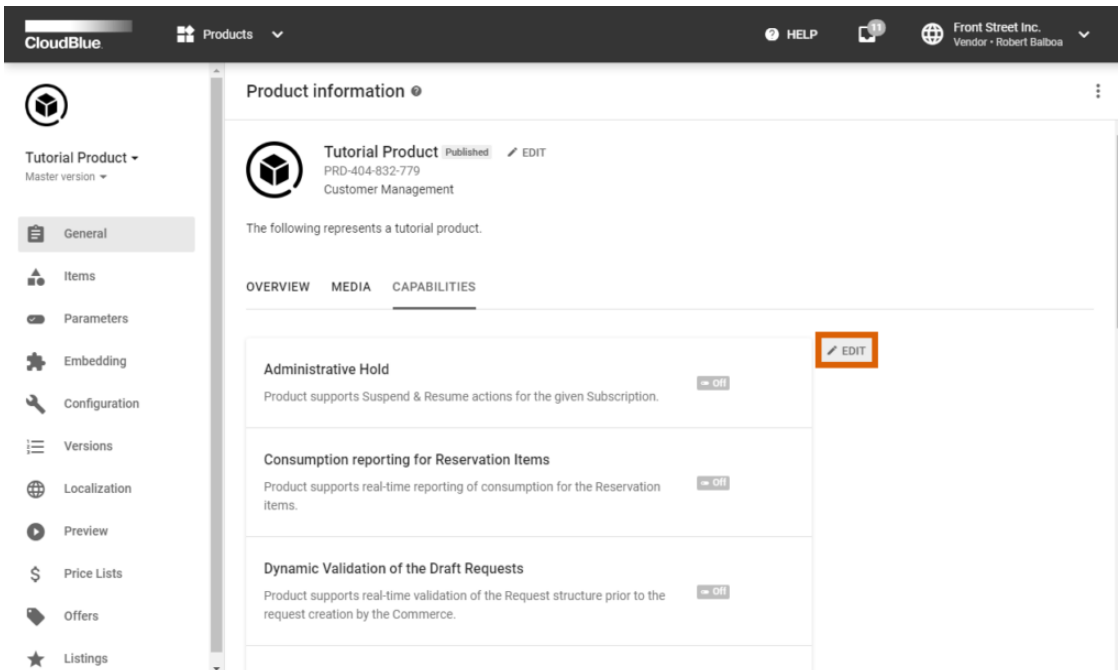 CloudBlue.
Products
HELP
11
Front Street Inc.
Vendor • Robert Balboa
Tutorial Product
Master version
General
Items
Parameters
Embedding
Configuration
Versions
Localization
Preview
Price Lists
Offers
Listings
Product information
Tutorial Product Published EDIT
PRD-404-832-779
Customer Management
The following represents a tutorial product.
OVERVIEW MEDIA CAPABILITIES
EDIT
Administrative Hold
Product supports Suspend & Resume actions for the given Subscription.
Off
Consumption reporting for Reservation Items
Product supports real-time reporting of consumption for the Reservation
items.
Off
Dynamic Validation of the Draft Requests
Product supports real-time validation of the Request structure prior to the
request creation by the Commerce.
Off